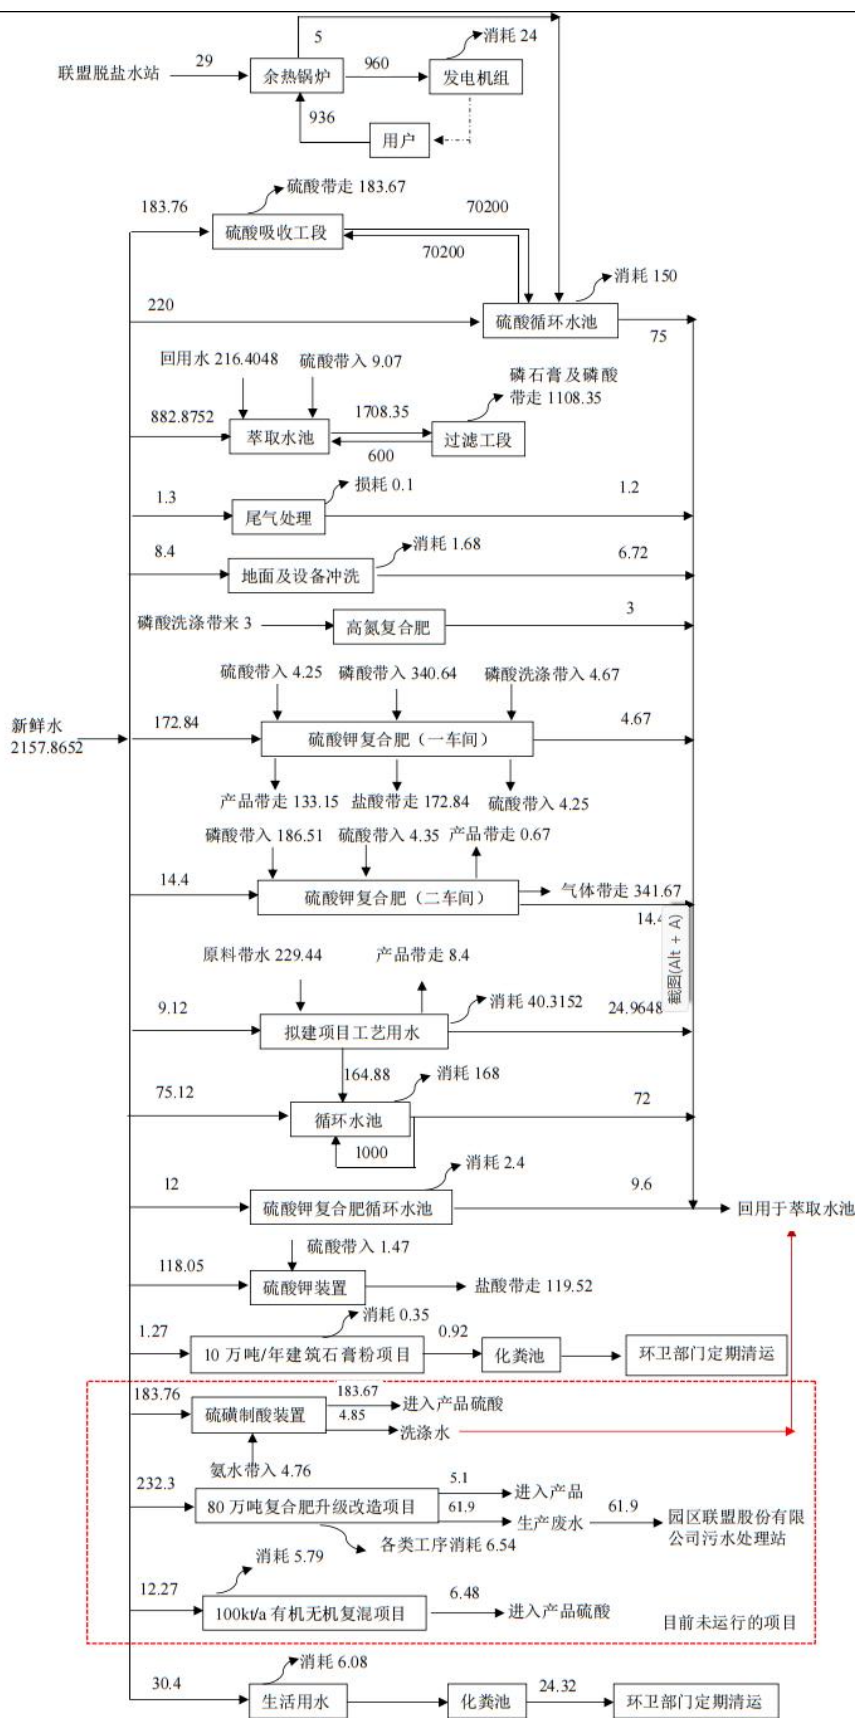 5
消耗 24
联盟脱盐水站
29
余热锅炉
960
发电机组
936
用户
硫酸带走 183.67
183.76
硫酸吸收工段
70200
70200
消耗 150
220
硫酸循环水池
75
回用水 216.4048
硫酸带入 9.07
磷石膏及磷酸
带走 1108.35
882.8752
萃取水池
1708.35
过滤工段
600
损耗 0.1
1.3
尾气处理
1.2
消耗 1.68
8.4
地面及设备冲洗
6.72
磷酸洗涤带来 3
高氮复合肥
3
硫酸带入 4.25
磷酸带入 340.64
磷酸洗涤带入 4.67
新鲜水
2157.8652
172.84
硫酸钾复合肥（一车间）
4.67
产品带走 133.15
盐酸带走 172.84
硫酸带入 4.25
磷酸带入 186.51
硫酸带入 4.35
产品带走 0.67
14.4
硫酸钾复合肥（二车间）
气体带走 341.67
14.4
截图(Alt + A)
原料带水 229.44
产品带走 8.4
9.12
拟建项目工艺用水
消耗 40.3152
24.9648
164.88
消耗 168
75.12
循环水池
72
1000
消耗 2.4
12
硫酸钾复合肥循环水池
9.6
回用于萃取水池
硫酸带入 1.47
118.05
硫酸钾装置
盐酸带走 119.52
消耗 0.35
1.27
10 万吨/年建筑石膏粉项目
0.92
化粪池
环卫部门定期清运
183.76
硫磺制酸装置
183.67
进入产品硫酸
4.85
洗涤水
氨水带入 4.76
232.3
80 万吨复合肥升级改造项目
5.1
进入产品
61.9
生产废水
61.9
园区联盟股份有限
公司污水处理站
各类工序消耗 6.54
消耗 5.79
12.27
100kt/a 有机无机复混项目
6.48
进入产品硫酸
目前未运行的项目
消耗 6.08
30.4
生活用水
化粪池
24.32
环卫部门定期清运